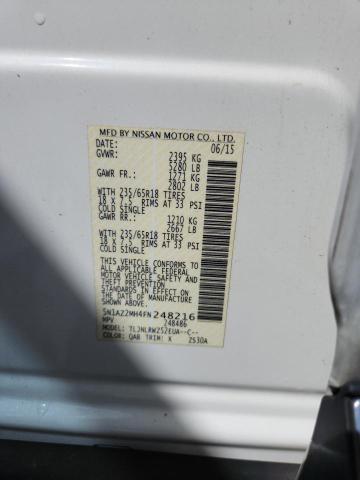 MFD BY NISSAN MOTOR CO., LTD.
DATE: 06/15
GVWR: 2395 KG
5280 LB
GAWR FR.: 1271 KG
2802 LB
WITH 235/65R18 TIRES
18 X 7.5 RIMS AT 33 PSI
COLD SINGLE
GAWR RR.: 1210 KG
2667 LB
WITH 235/65R18 TIRES
18 X 7.5 RIMS AT 33 PSI
COLD SINGLE
THIS VEHICLE CONFORMS TO ALL
APPLICABLE FEDERAL MOTOR
VEHICLE SAFETY STANDARDS IN
EFFECT ON THE DATE OF
MANUFACTURE SHOWN ABOVE.
5N1AZ2MH4FN248216
MPV 248486
MODEL: TLJNLRWZ52EUA--C--
COLOR: QAB TRIM: X Z530A